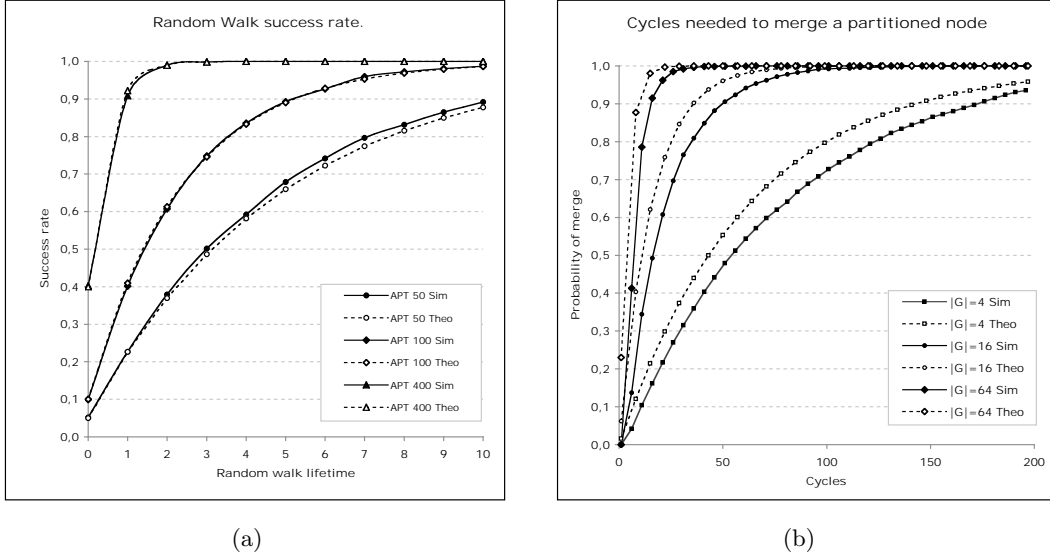 Random Walk success rate.
1,0
0,9
0,8
0,7
0,6
0,5
0,4
0,3
0,2
0,1
0,0
Success rate
0 1 2 3 4 5 6 7 8 9 10
Random walk lifetime
APT 50 Sim
APT 50 Theo
APT 100 Sim
APT 100 Theo
APT 400 Sim
APT 400 Theo
(a)
Cycles needed to merge a partitioned node
1,0
0,9
0,8
0,7
0,6
0,5
0,4
0,3
0,2
0,1
0,0
Probability of merge
0 50 100 150 200
Cycles
|G|=4 Sim
|G|=4 Theo
|G|=16 Sim
|G|=16 Theo
|G|=64 Sim
|G|=64 Theo
(b)